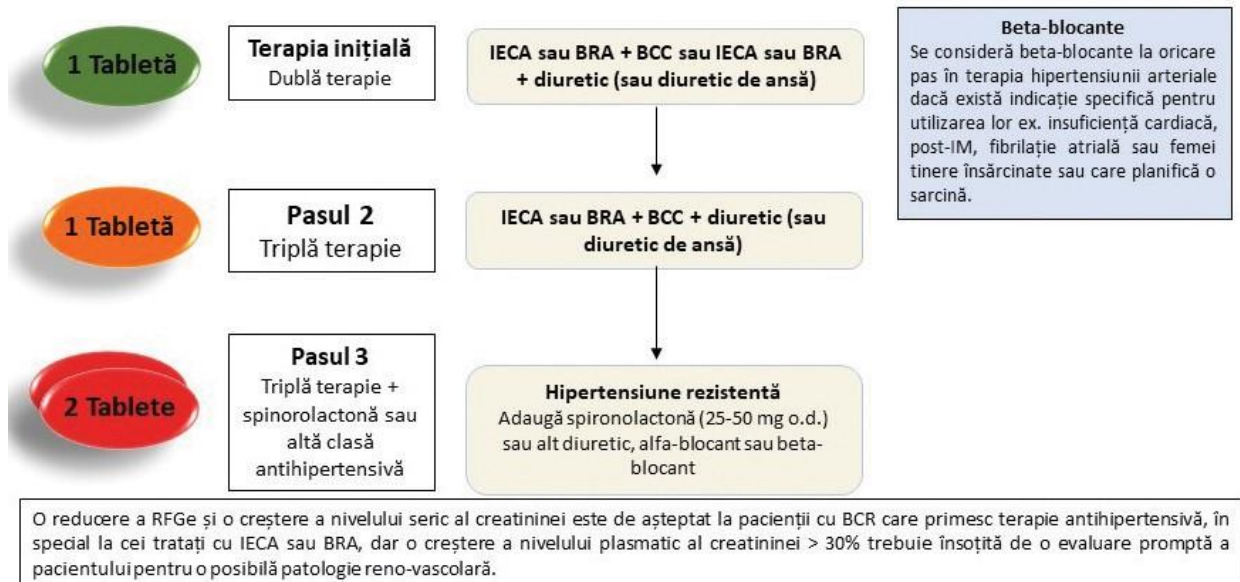 1 Tabletă
Terapia inițială
Dublă terapie
IECA sau BRA + BCC sau IECA sau BRA
+ diuretic (sau diuretic de ansă)
Beta-blocante
Se consideră beta-blocante la oricare
pas în terapia hipertensiunii arteriale
dacă există indicație specifică pentru
utilizarea lor ex. insuficiență cardiacă,
post-IM, fibrilație atrială sau femei
tinere însărcinate sau care planifică o
sarcină.
1 Tabletă
Pasul 2
Triplă terapie
IECA sau BRA + BCC + diuretic (sau
diuretic de ansă)
2 Tablete
Pasul 3
Triplă terapie +
spinorolactonă sau
altă clasă
antihipertensivă
Hipertensiune rezistentă
Adaugă spironolactonă (25-50 mg o.d.)
sau alt diuretic, alfa-blocant sau beta-
blocant
O reducere a RFGe și o creștere a nivelului seric al creatininei este de așteptat la pacienții cu BCR care primesc terapie antihipertensivă, în
special la cei tratați cu IECA sau BRA, dar o creștere a nivelului plasmatic al creatininei > 30% trebuie însoțită de o evaluare promptă a
pacientului pentru o posibilă patologie reno-vasculară.